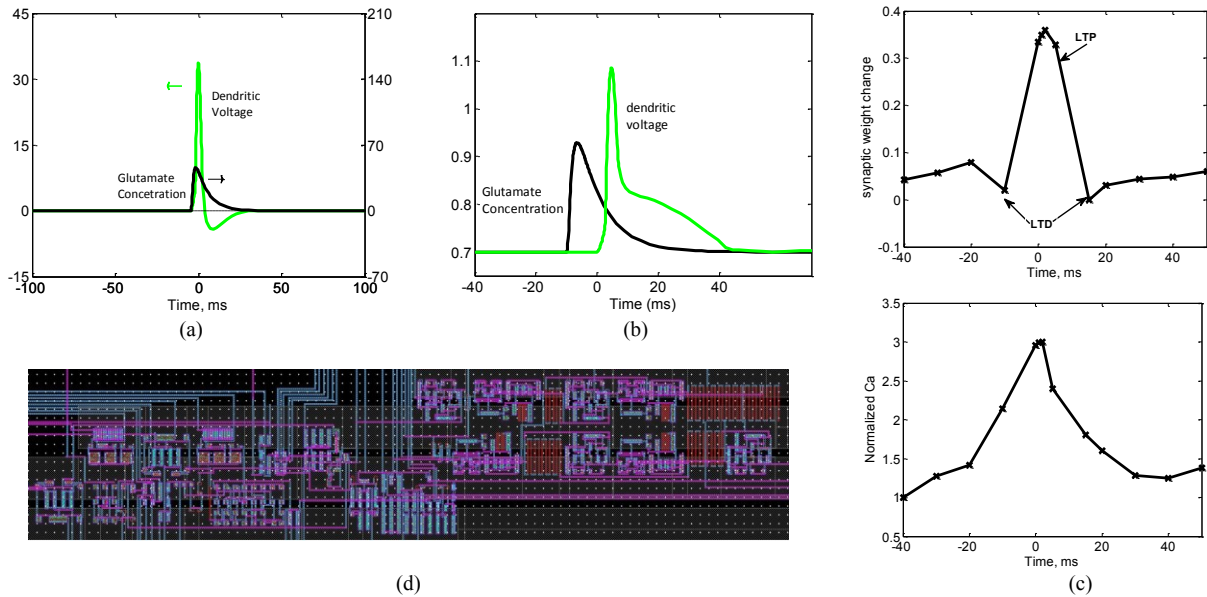 45
30
15
0
-15
210
140
70
0
-70
Dendritic
Voltage
Glutamate
Concetration
-100
-50
0
50
100
Time, ms
(a)
1.1
1
0.9
0.8
0.7
dendritic
voltage
Glutamate
Concentration
-40
-20
0
20
40
Time (ms)
(b)
synaptic weight change
0.4
0.3
0.2
0.1
0
-0.1
LTP
LTD
-40
-20
0
20
40
Time, ms
Normalized Ca
3.5
3
2.5
2
1.5
1
0.5
-40
-20
0
20
40
Time, ms
(c)
(d)